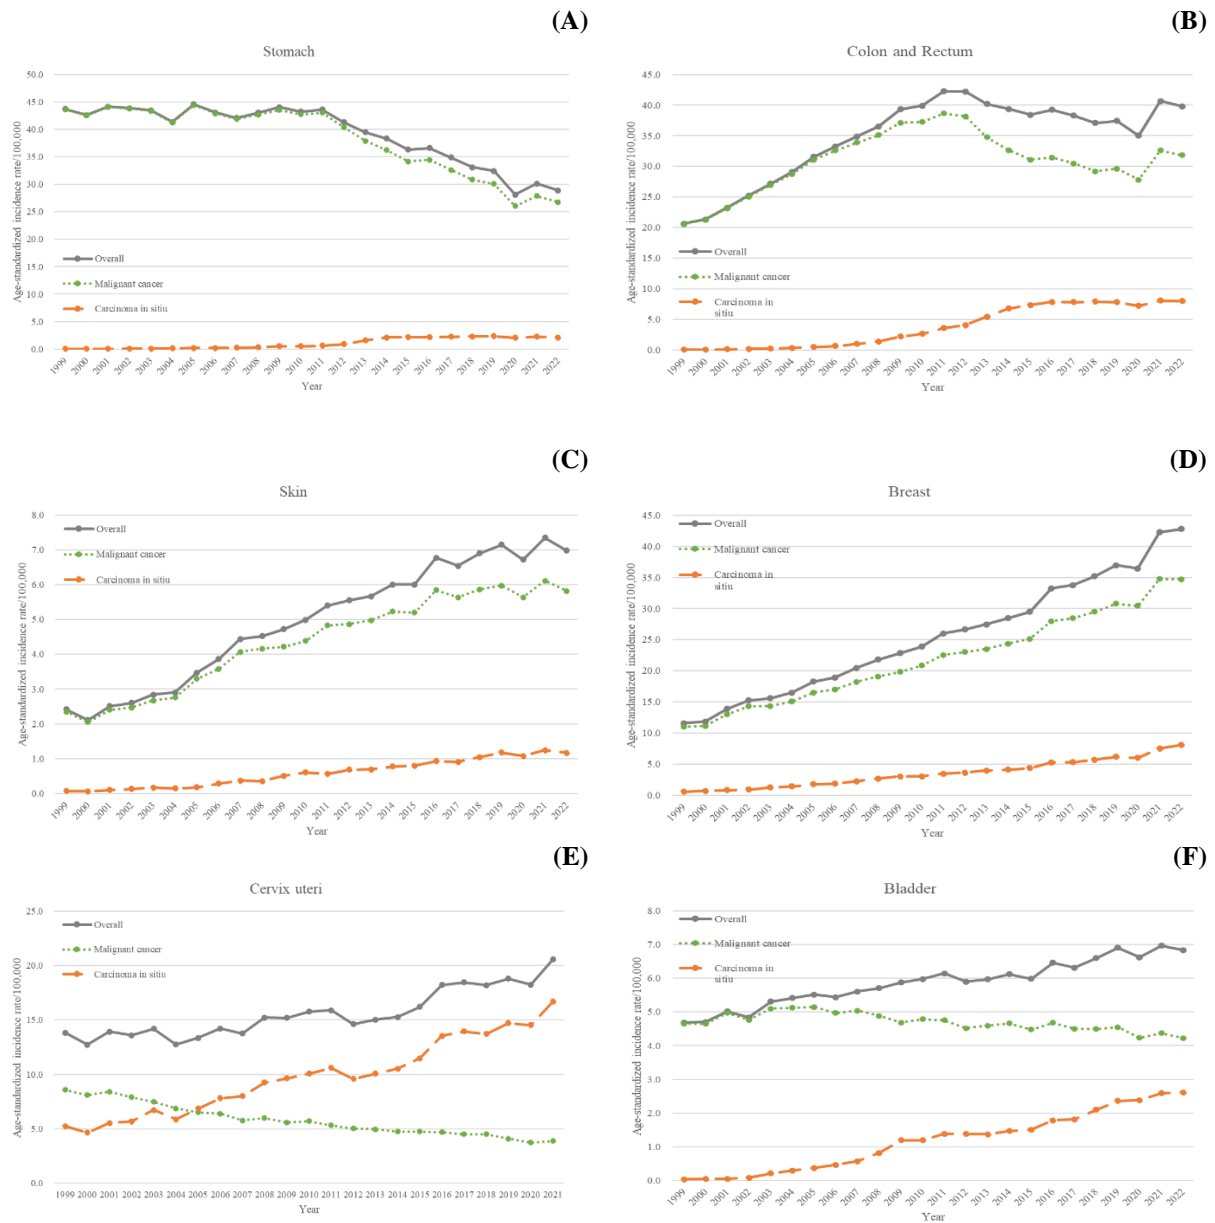 (A)
Stomach
Age-standardized incidence rate/100,000
50.0
45.0
40.0
35.0
30.0
25.0
20.0
15.0
10.0
5.0
0.0
Overall
Malignant cancer
Carcinoma in sitiu
1999 2000 2001 2002 2003 2004 2005 2006 2007 2008 2009 2010 2011 2012 2013 2014 2015 2016 2017 2018 2019 2020 2021 2022
Year
(B)
Colon and Rectum
Age-standardized incidence rate/100,000
45.0
40.0
35.0
30.0
25.0
20.0
15.0
10.0
5.0
0.0
Overall
Malignant cancer
Carcinoma in
sitiu
1999 2000 2001 2002 2003 2004 2005 2006 2007 2008 2009 2010 2011 2012 2013 2014 2015 2016 2017 2018 2019 2020 2021 2022
Year
(C)
Skin
Age-standardized incidence rate/100,000
8.0
7.0
6.0
5.0
4.0
3.0
2.0
1.0
0.0
Overall
Malignant cancer
Carcinoma in sitiu
1999 2000 2001 2002 2003 2004 2005 2006 2007 2008 2009 2010 2011 2012 2013 2014 2015 2016 2017 2018 2019 2020 2021 2022
Year
(D)
Breast
Age-standardized incidence rate/100,000
45.0
40.0
35.0
30.0
25.0
20.0
15.0
10.0
5.0
0.0
Overall
Malignant cancer
Carcinoma in
sitiu
1999 2000 2001 2002 2003 2004 2005 2006 2007 2008 2009 2010 2011 2012 2013 2014 2015 2016 2017 2018 2019 2020 2021 2022
Year
(E)
Cervix uteri
Age-standardized incidence rate/100,000
25.0
20.0
15.0
10.0
5.0
0.0
Overall
Malignant cancer
Carcinoma in sitiu
1999 2000 2001 2002 2003 2004 2005 2006 2007 2008 2009 2010 2011 2012 2013 2014 2015 2016 2017 2018 2019 2020 2021
Year
(F)
Bladder
Age-standardized incidence rate/100,000
8.0
7.0
6.0
5.0
4.0
3.0
2.0
1.0
0.0
Overall
Malignant cancer
Carcinoma in
sitiu
1999 2000 2001 2002 2003 2004 2005 2006 2007 2008 2009 2010 2011 2012 2013 2014 2015 2016 2017 2018 2019 2020 2021 2022
Year